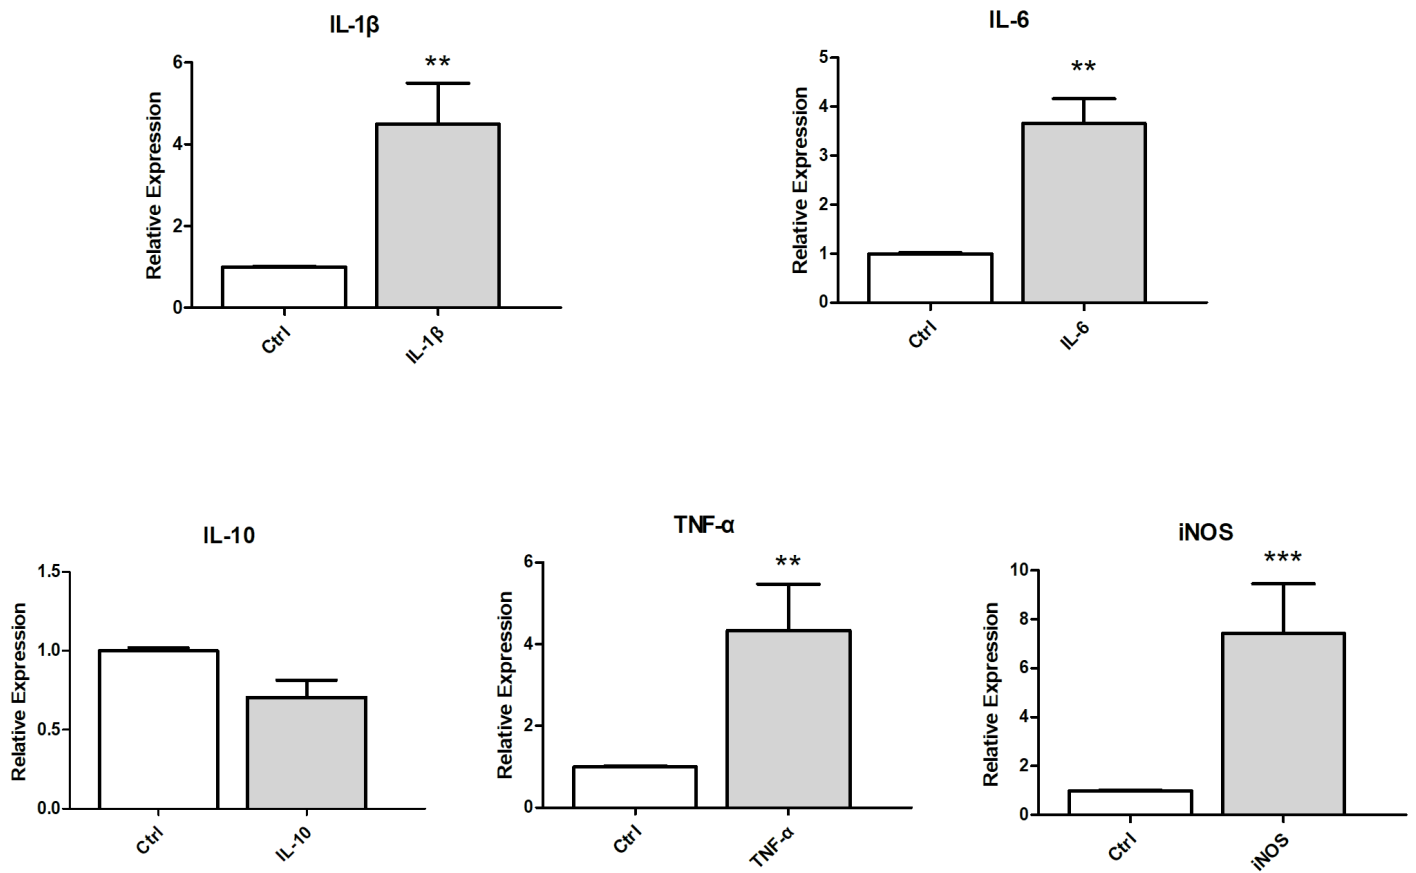 IL-1β
Relative Expression
6
4
2
0
**
Ctrl
IL-1β
IL-6
Relative Expression
5
4
3
2
1
0
**
Ctrl
IL-6
IL-10
Relative Expression
1.5
1.0
0.5
0.0
Ctrl
IL-10
TNF-α
Relative Expression
6
4
2
0
**
Ctrl
TNF-α
iNOS
Relative Expression
10
8
6
4
2
0
***
Ctrl
iNOS